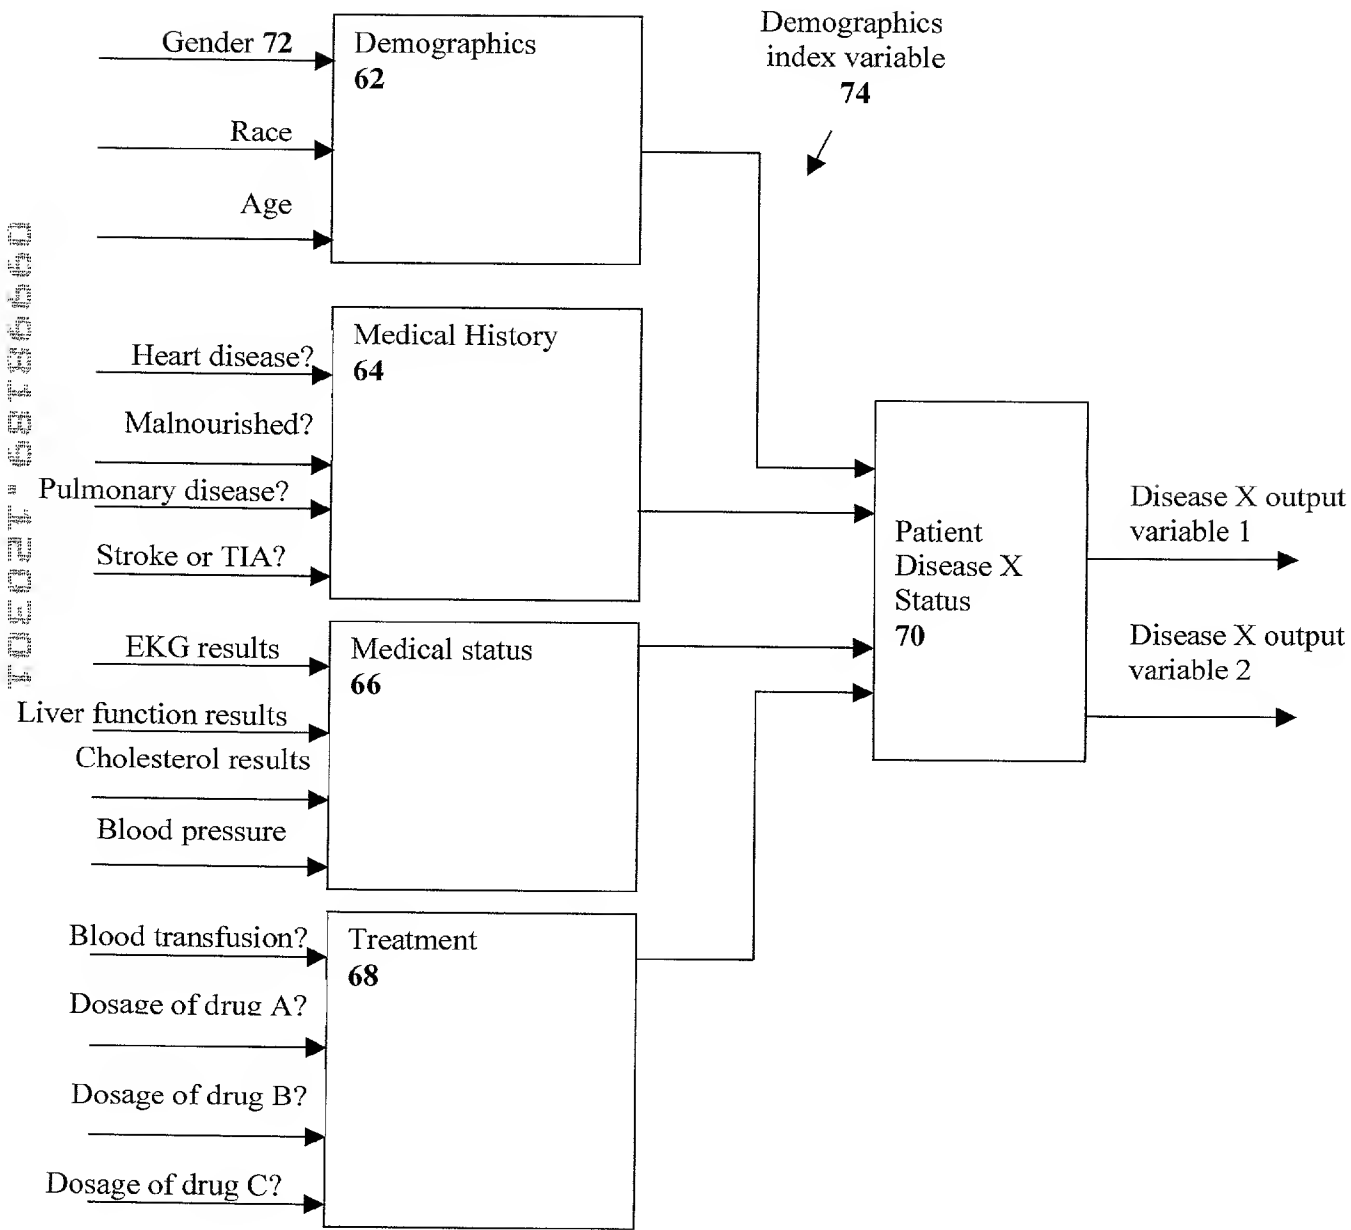 Gender 72
Race
Age
Demographics
62
Demographics
index variable
74
Heart disease?
Malnourished?
Pulmonary disease?
Stroke or TIA?
Medical History
64
EKG results
Liver function results
Cholesterol results
Blood pressure
Medical status
66
Blood transfusion?
Dosage of drug A?
Dosage of drug B?
Dosage of drug C?
Treatment
68
Patient
Disease X
Status
70
Disease X output
variable 1
Disease X output
variable 2